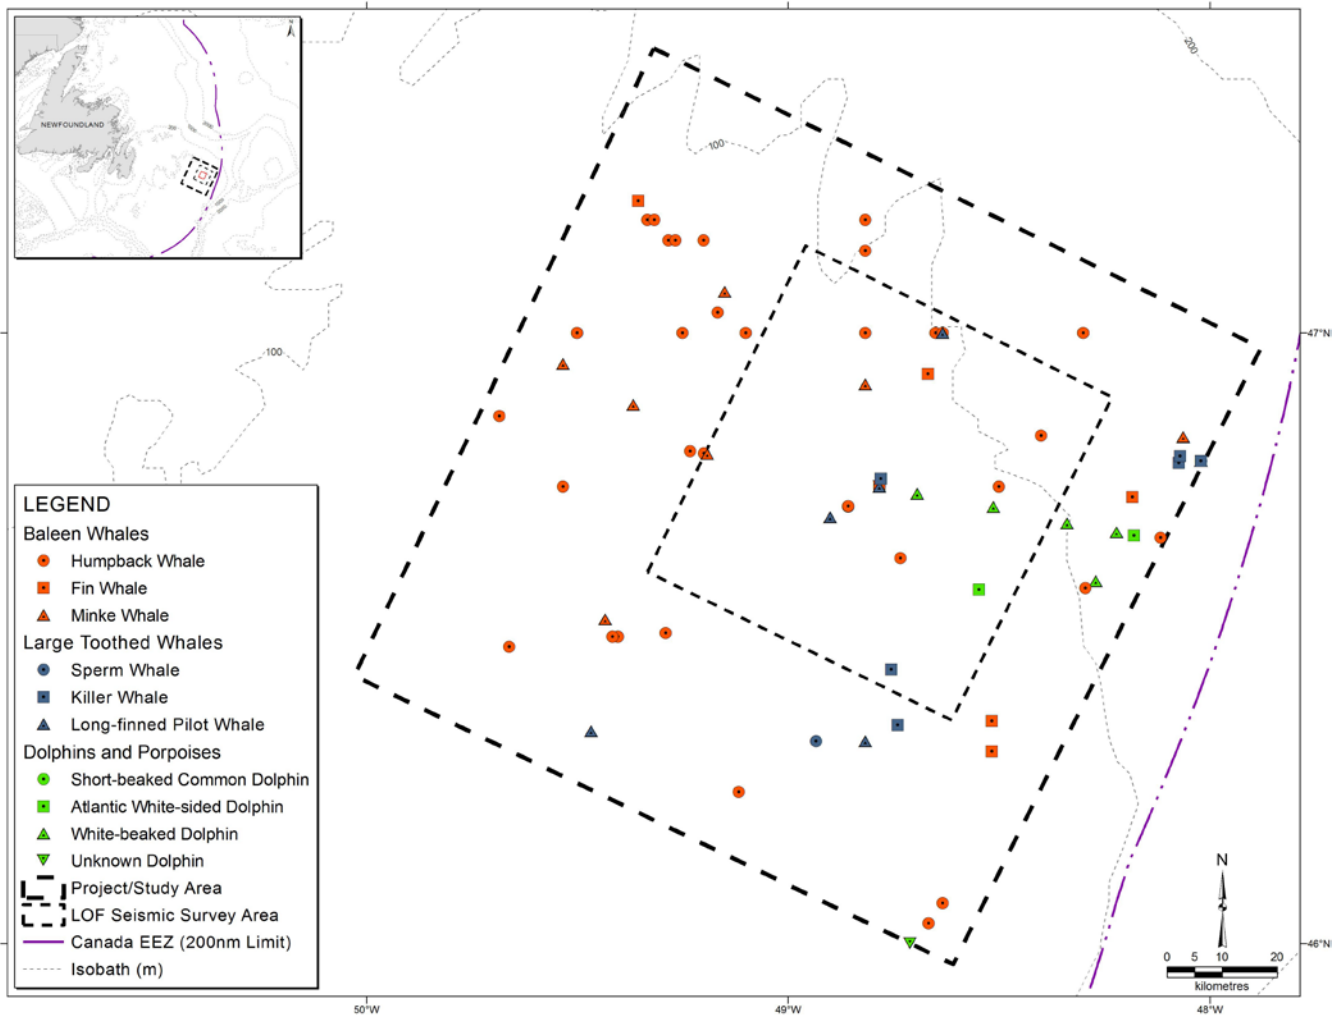 N
NEWFOUNDLAND
200
100
100
47°N
LEGEND
Baleen Whales
Humpback Whale
Fin Whale
Minke Whale
Large Toothed Whales
Sperm Whale
Killer Whale
Long-finned Pilot Whale
Dolphins and Porpoises
Short-beaked Common Dolphin
Atlantic White-sided Dolphin
White-beaked Dolphin
Unknown Dolphin
Project/Study Area
LOF Seismic Survey Area
Canada EEZ (200nm Limit)
Isobath (m)
N
0 5 10 20
kilometres
46°N
50°W
49°W
48°W